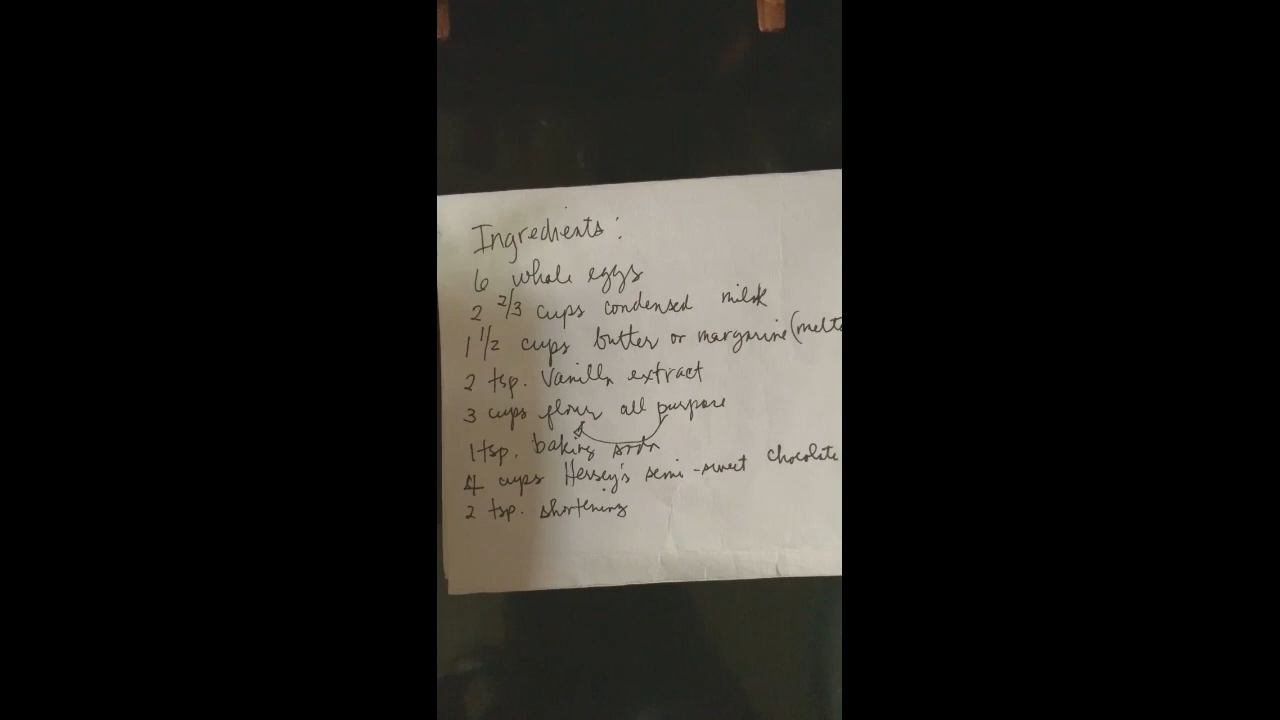 Ingredients:
6 whole eggs
2 2/3 cups condensed milk
1 1/2 cups butter or margarine (melt
2 tsp. Vanilla extract
3 cups flour all purpose
1 tsp. baking soda
4 cups Hersey's semi-sweet chocolate
2 tsp. shortening